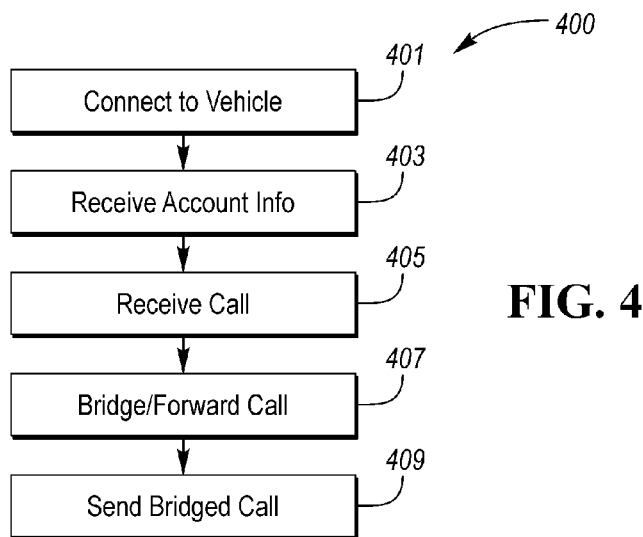 400
401
Connect to Vehicle
403
Receive Account Info
405
Receive Call
FIG. 4
407
Bridge/Forward Call
409
Send Bridged Call